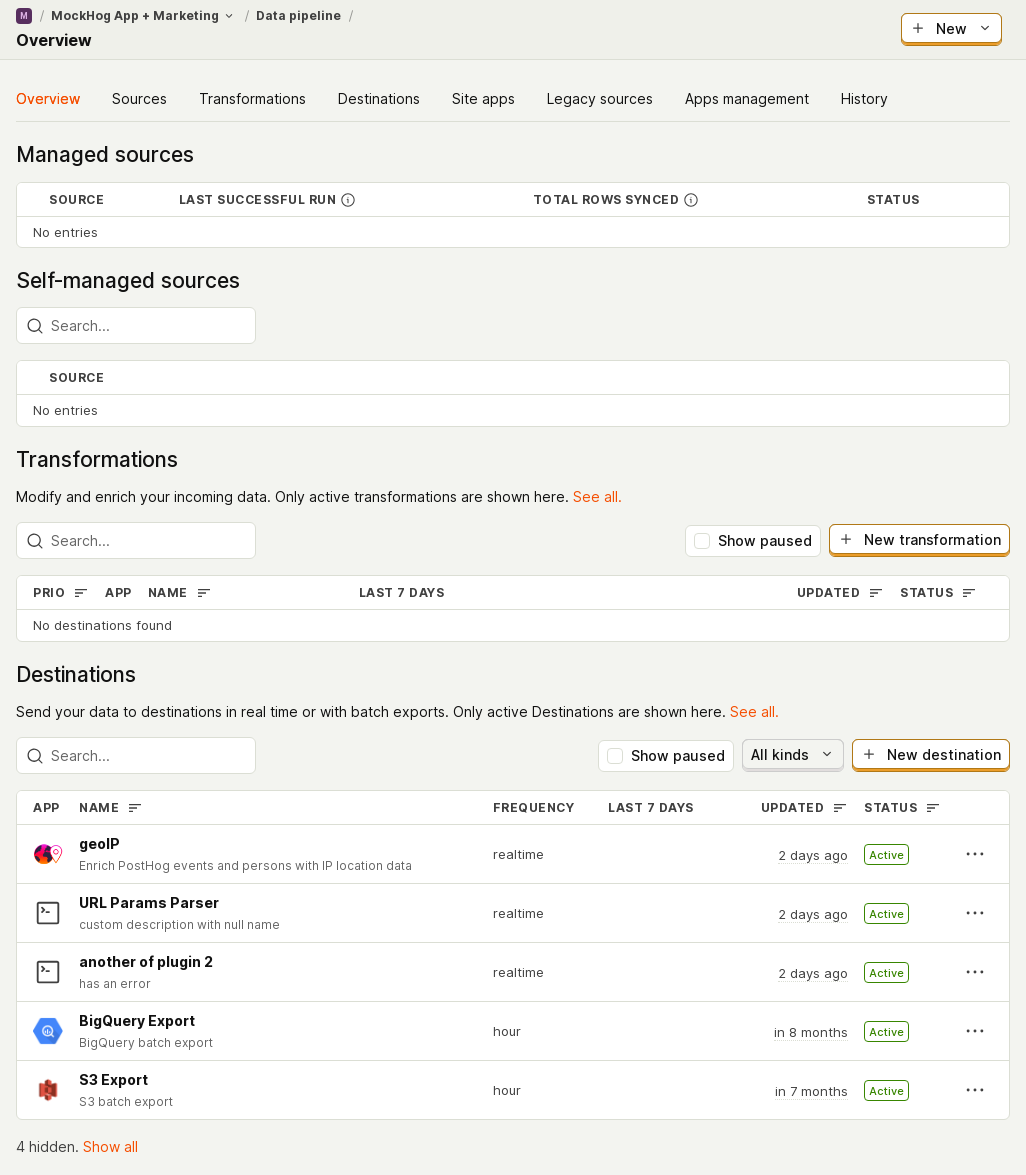 M / MockHog App + Marketing / Data pipeline /
Overview
New
Overview Sources Transformations Destinations Site apps Legacy sources Apps management History
Managed sources
SOURCE LAST SUCCESSFUL RUN TOTAL ROWS SYNCED STATUS
No entries
Self-managed sources
Search...
SOURCE
No entries
Transformations
Modify and enrich your incoming data. Only active transformations are shown here. See all.
Search... Show paused New transformation
PRIO APP NAME LAST 7 DAYS UPDATED STATUS
No destinations found
Destinations
Send your data to destinations in real time or with batch exports. Only active Destinations are shown here. See all.
Search... Show paused All kinds New destination
APP NAME FREQUENCY LAST 7 DAYS UPDATED STATUS
geoIP
Enrich PostHog events and persons with IP location data
realtime 2 days ago Active
URL Params Parser
custom description with null name
realtime 2 days ago Active
another of plugin 2
has an error
realtime 2 days ago Active
BigQuery Export
BigQuery batch export
hour in 8 months Active
S3 Export
S3 batch export
hour in 7 months Active
4 hidden. Show all